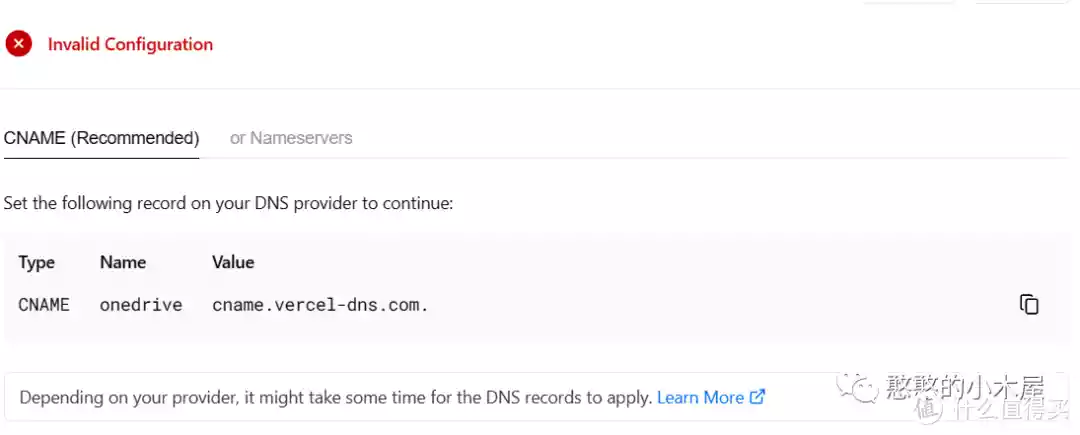 Invalid Configuration
CNAME (Recommended) or Nameservers
Set the following record on your DNS provider to continue:
Type Name Value
CNAME onedrive cname.vercel-dns.com.
Depending on your provider, it might take some time for the DNS records to apply. Learn More
憨憨的小木屋
值 什么值得买